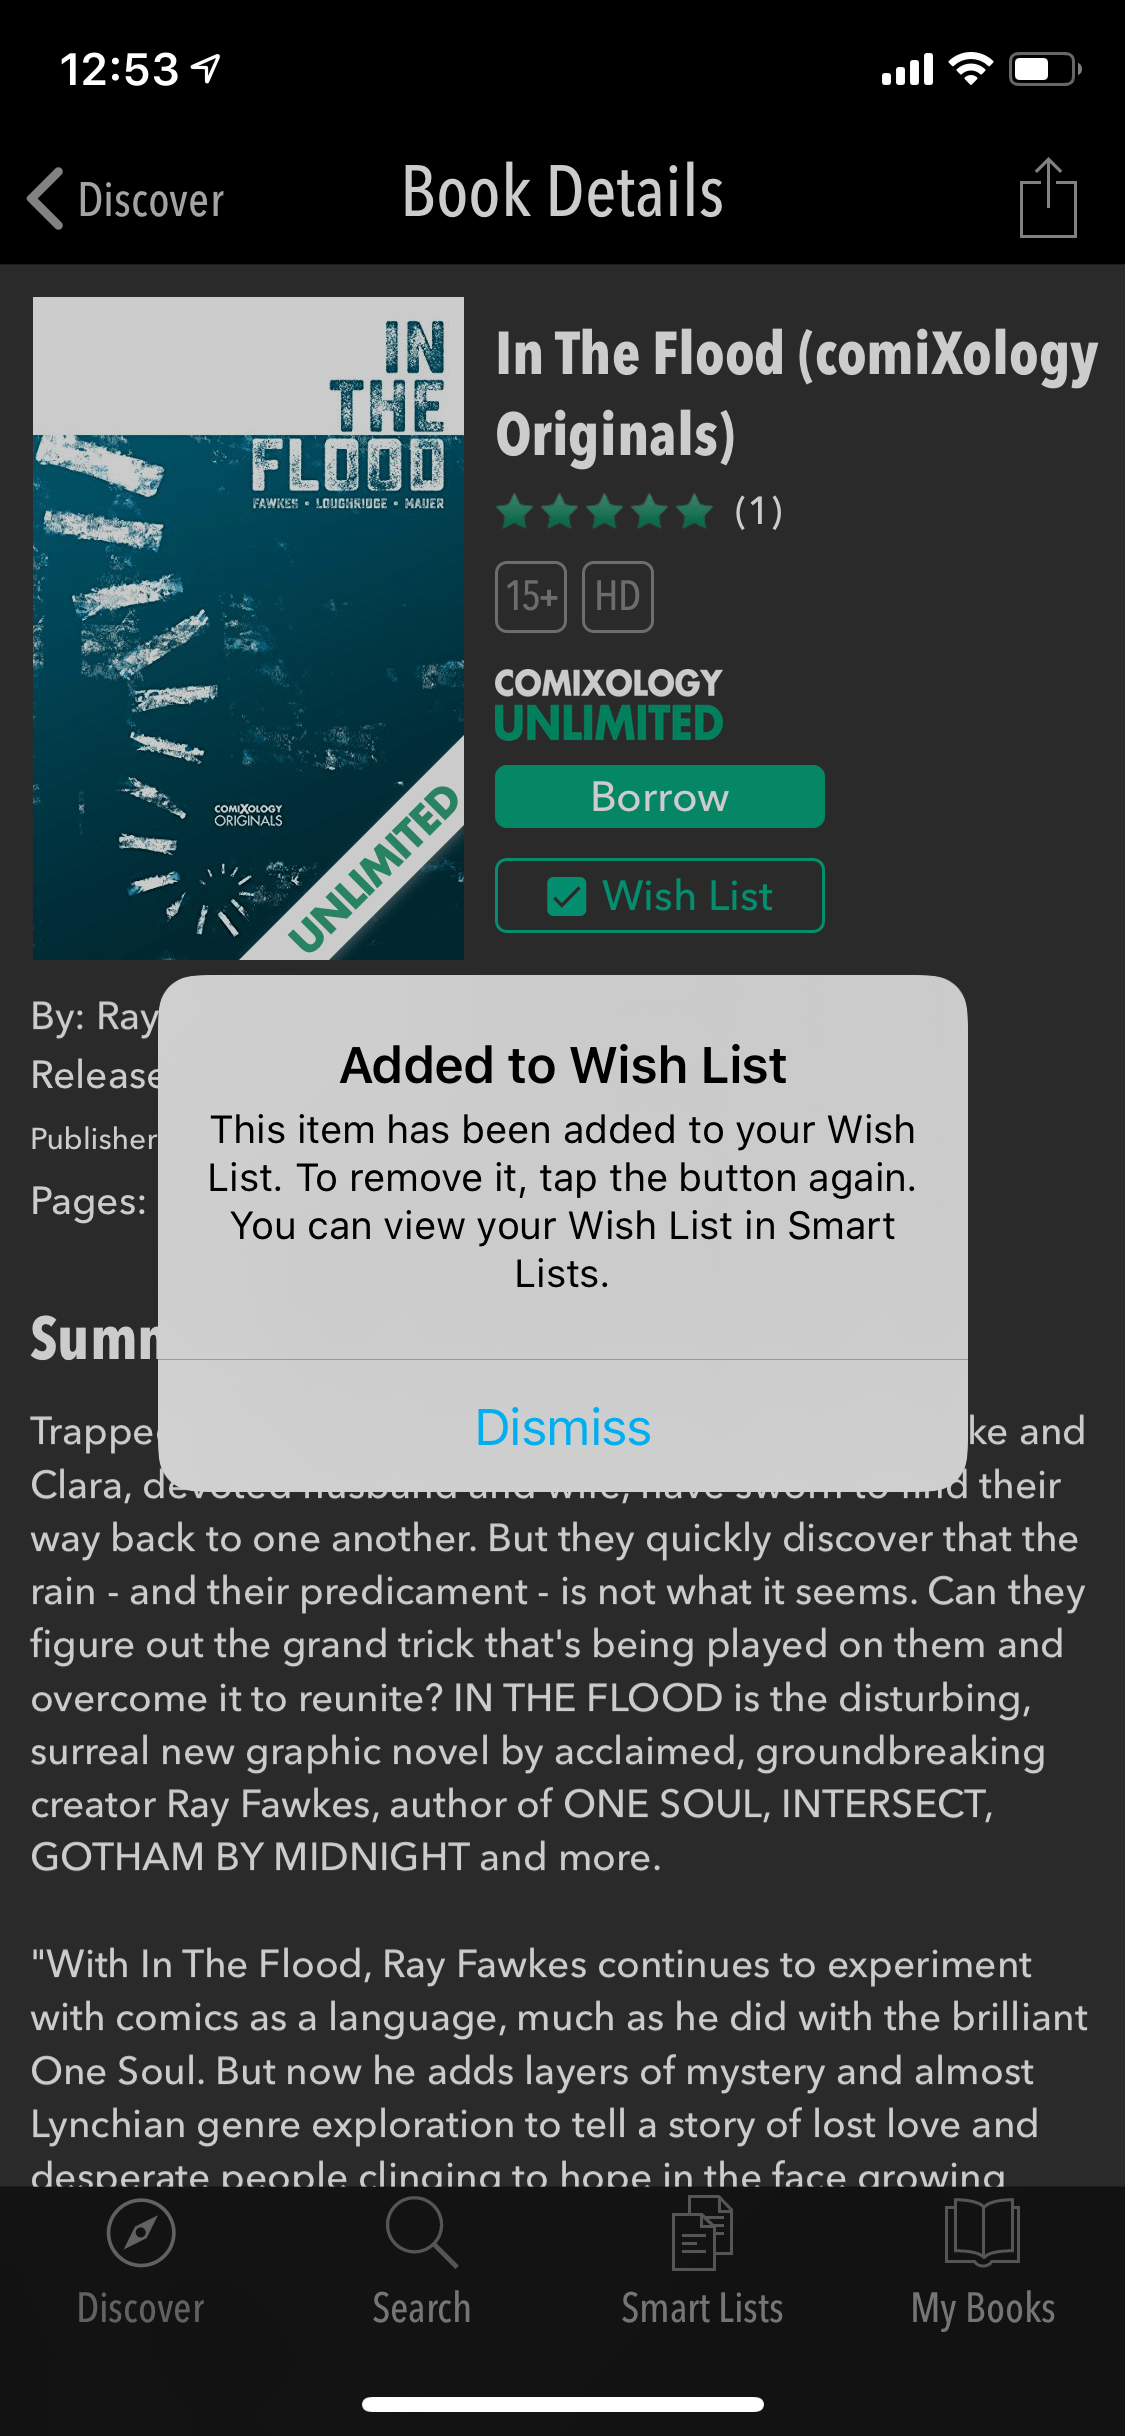 12:53
Discover
Book Details
IN
THE
FLOOD
FAWKES • LOUGHRIDGE • MAUER
COMIXOLOGY
ORIGINALS
UNLIMITED
In The Flood (comiXology
Originals)
(1)
15+ HD
COMIXOLOGY
UNLIMITED
Borrow
Wish List
By: Ray
Release
Publisher
Pages:
Added to Wish List
This item has been added to your Wish
List. To remove it, tap the button again.
You can view your Wish List in Smart
Lists.
Dismiss
ke and
Clara, devoted husband and wife, have sworn to find their
way back to one another. But they quickly discover that the
rain - and their predicament - is not what it seems. Can they
figure out the grand trick that's being played on them and
overcome it to reunite? IN THE FLOOD is the disturbing,
surreal new graphic novel by acclaimed, groundbreaking
creator Ray Fawkes, author of ONE SOUL, INTERSECT,
GOTHAM BY MIDNIGHT and more.
"With In The Flood, Ray Fawkes continues to experiment
with comics as a language, much as he did with the brilliant
One Soul. But now he adds layers of mystery and almost
Lynchian genre exploration to tell a story of lost love and
desperate people clinging to hope in the face growing
Discover
Search
Smart Lists
My Books